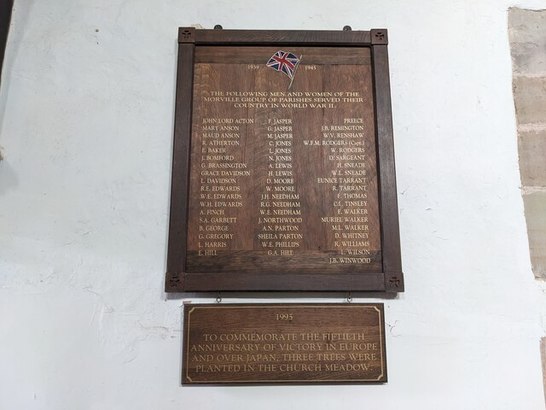 1939 1945
THE FOLLOWING MEN AND WOMEN OF THE
MORVILLE GROUP OF PARISHES SERVED THEIR
COUNTRY IN WORLD WAR II.
JOHN LORD ACTON
MARY ANSON
MAUD ANSON
R. ATHERTON
E. BAKER
J. BOMFORD
G. BRASSINGTON
GRACE DAVIDSON
L. DAVIDSON
R.E. EDWARDS
W.E. EDWARDS
W.H. EDWARDS
A. FINCH
S.A. GARBETT
B. GEORGE
G. GREGORY
L. HARRIS
E. HILL
F. JASPER
G. JASPER
M. JASPER
C. JONES
L. JONES
N. JONES
A. LEWIS
H. LEWIS
D. MOORE
W. MOORE
J.H. NEEDHAM
R.G. NEEDHAM
W.E. NEEDHAM
J. NORTHWOOD
A.N. PARTON
SHEILA PARTON
W.E. PHILLIPS
G.A. HILL
PREECE
J.B. REMINGTON
W.V. RENSHAW
W.F.M. RODGERS (Capt.)
W. RODGERS
D. SARGEANT
H. SNEADE
W.L. SNEADE
EUNICE TARRANT
R. TARRANT
F. THOMAS
C.L. TINSLEY
E. WALKER
MURIEL WALKER
M.L. WALKER
D. WHITNEY
R. WILLIAMS
L. WILSON
J.B. WINWOOD
1995
TO COMMEMORATE THE FIFTIETH
ANNIVERSARY OF VICTORY IN EUROPE
AND OVER JAPAN, THREE TREES WERE
PLANTED IN THE CHURCH MEADOW.